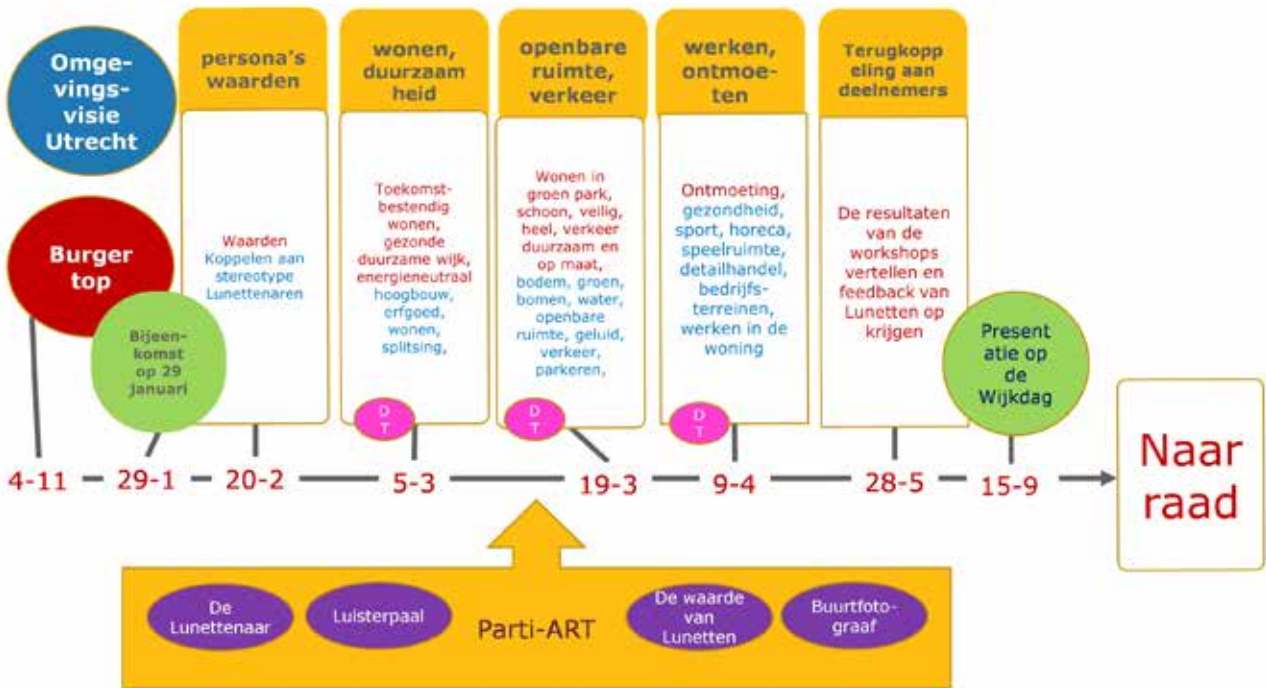 Omge-
vings-
visie
Utrecht
Burger
top
Bijeen-
komst
op 29
januari
persona's
waarden
Waarden
Koppelen aan
stereotype
Lunettenaren
wonen,
duurzaam
heid
Toekomst-
bestendig
wonen,
gezonde
duurzame wijk,
energieneutraal
hoogbouw,
erfgoed,
wonen,
splitsing,
D
T
openbare
ruimte,
verkeer
Wonen in
groen park,
schoon, veilig,
heel, verkeer
duurzaam en
op maat,
bodem, groen,
bomen, water,
openbare
ruimte, geluid,
verkeer,
parkeren,
D
T
werken,
ontmoe-
ten
Ontmoeting,
gezondheid,
sport, horeca,
speelruimte,
detailhandel,
bedrijfs-
terreinen,
werken in de
woning
D
T
Terugkopp
eling aan
deelnemers
De resultaten
van de
workshops
vertellen en
feedback van
Lunetten op
krijgen
Present
atie op
de
Wijkdag
4-11
29-1
20-2
5-3
19-3
9-4
28-5
15-9
Naar
raad
De
Lunettenaar
Luisterpaal
Parti-ART
De waarde
van
Lunetten
Buurtfoto-
graaf